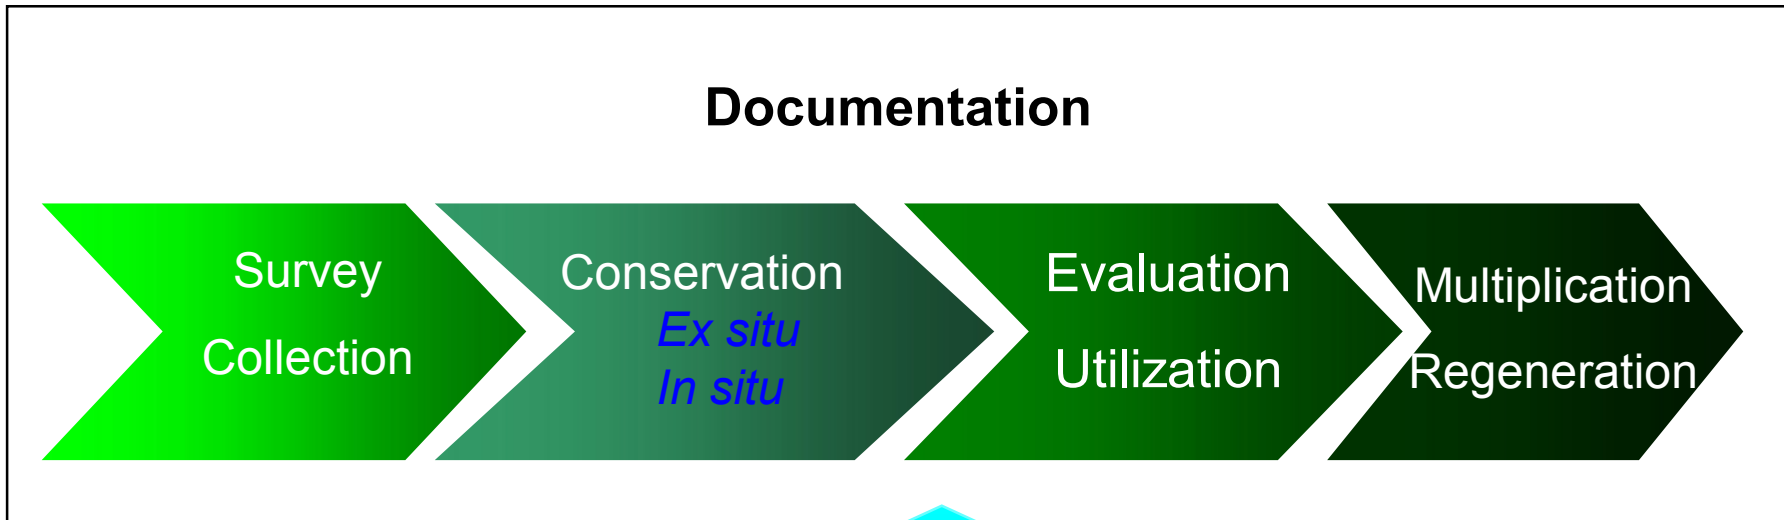 Documentation
Survey
Collection
Conservation
Ex situ
In situ
Evaluation
Utilization
Multiplication
Regeneration